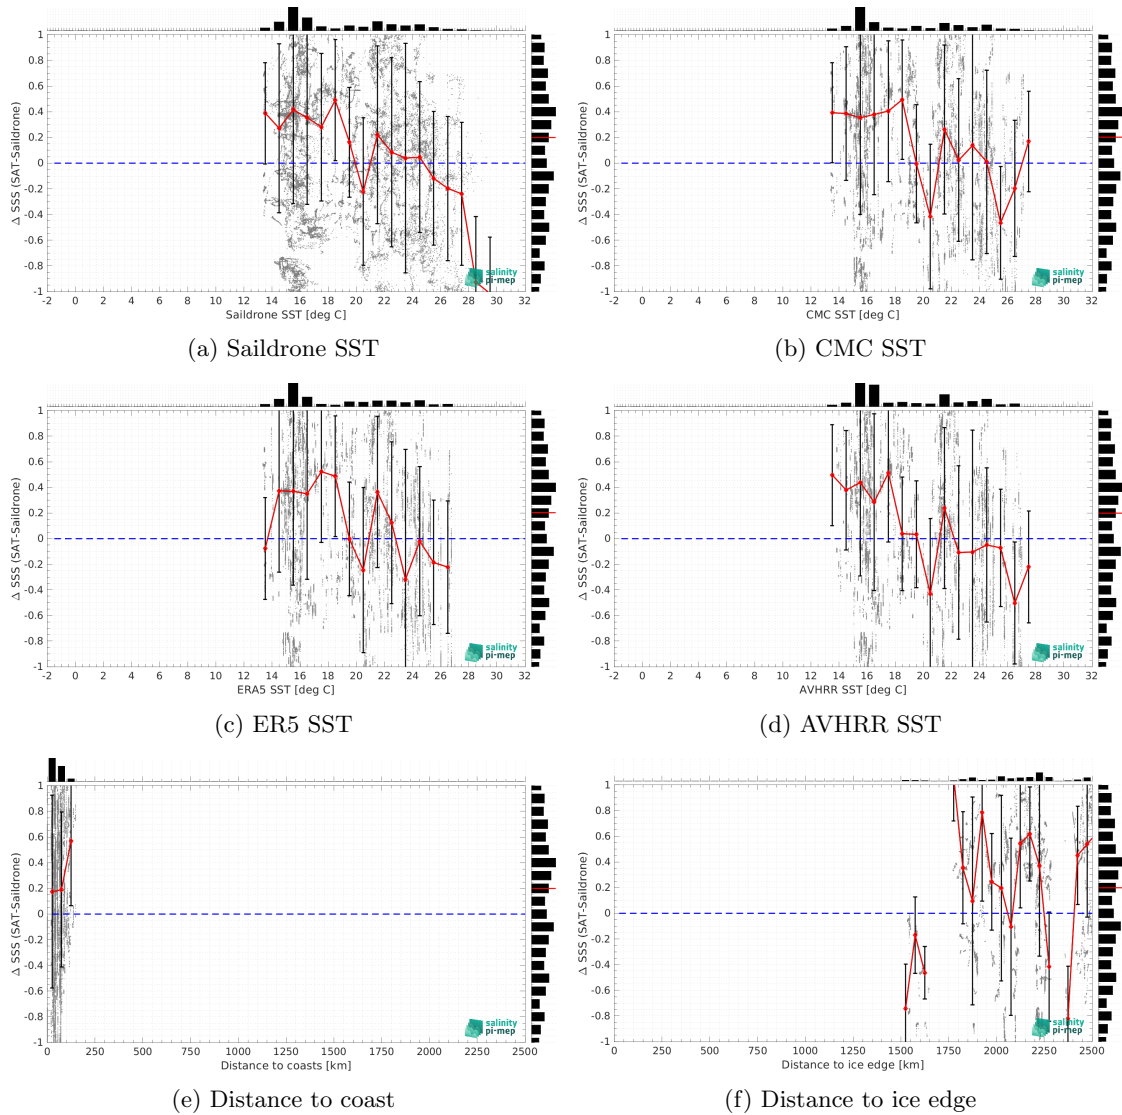 1
0.8
0.6
0.4
0.2
0
-0.2
-0.4
-0.6
-0.8
-1
Δ SSS (SAT-Saildrone)
salinity
pi-mep
-2 0 2 4 6 8 10 12 14 16 18 20 22 24 26 28 30 32
Saildrone SST [deg C]
(a) Saildrone SST
1
0.8
0.6
0.4
0.2
0
-0.2
-0.4
-0.6
-0.8
-1
Δ SSS (SAT-Saildrone)
salinity
pi-mep
-2 0 2 4 6 8 10 12 14 16 18 20 22 24 26 28 30 32
CMC SST [deg C]
(b) CMC SST
1
0.8
0.6
0.4
0.2
0
-0.2
-0.4
-0.6
-0.8
-1
Δ SSS (SAT-Saildrone)
salinity
pi-mep
-2 0 2 4 6 8 10 12 14 16 18 20 22 24 26 28 30 32
ERA5 SST [deg C]
(c) ER5 SST
1
0.8
0.6
0.4
0.2
0
-0.2
-0.4
-0.6
-0.8
-1
Δ SSS (SAT-Saildrone)
salinity
pi-mep
-2 0 2 4 6 8 10 12 14 16 18 20 22 24 26 28 30 32
AVHRR SST [deg C]
(d) AVHRR SST
1
0.8
0.6
0.4
0.2
0
-0.2
-0.4
-0.6
-0.8
-1
Δ SSS (SAT-Saildrone)
salinity
pi-mep
0 250 500 750 1000 1250 1500 1750 2000 2250 2500
Distance to coasts [km]
(e) Distance to coast
1
0.8
0.6
0.4
0.2
0
-0.2
-0.4
-0.6
-0.8
-1
Δ SSS (SAT-Saildrone)
salinity
pi-mep
0 250 500 750 1000 1250 1500 1750 2000 2250 2500
Distance to ice edge [km]
(f) Distance to ice edge